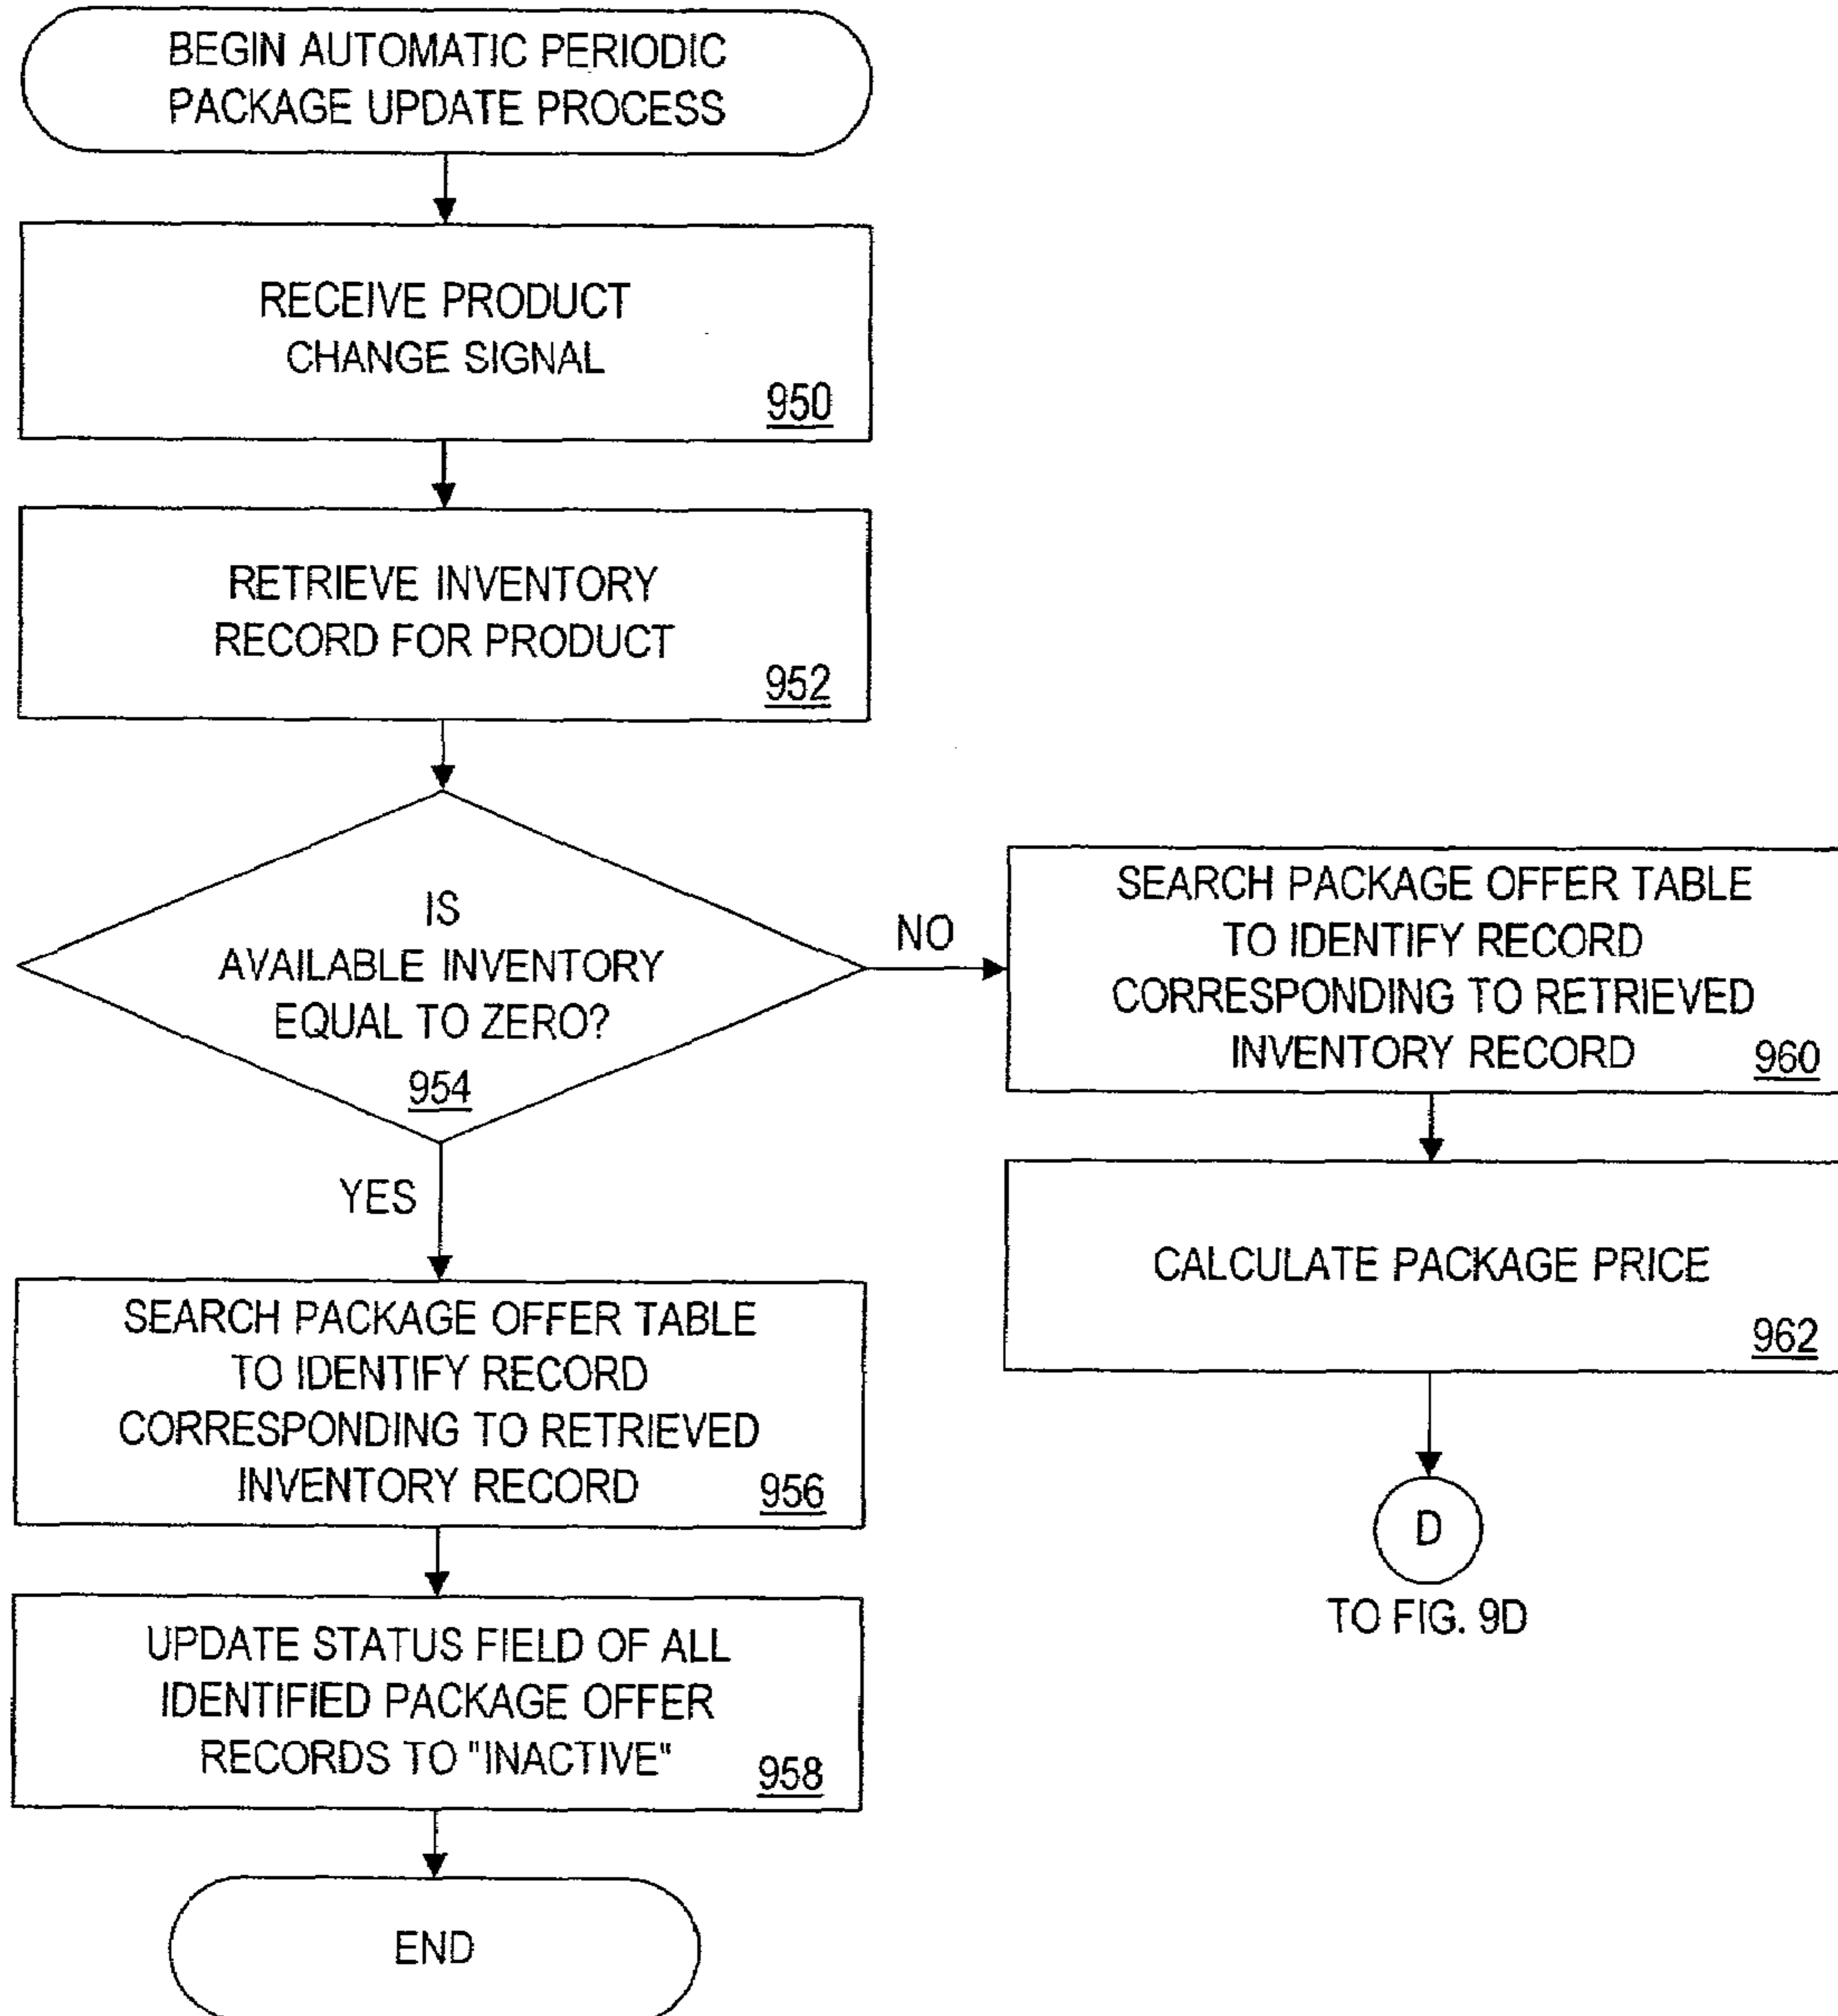 BEGIN AUTOMATIC PERIODIC
PACKAGE UPDATE PROCESS
RECEIVE PRODUCT
CHANGE SIGNAL
950
RETRIEVE INVENTORY
RECORD FOR PRODUCT
952
IS
AVAILABLE INVENTORY
EQUAL TO ZERO?
954
NO
YES
SEARCH PACKAGE OFFER TABLE
TO IDENTIFY RECORD
CORRESPONDING TO RETRIEVED
INVENTORY RECORD
956
UPDATE STATUS FIELD OF ALL
IDENTIFIED PACKAGE OFFER
RECORDS TO "INACTIVE"
958
END
SEARCH PACKAGE OFFER TABLE
TO IDENTIFY RECORD
CORRESPONDING TO RETRIEVED
INVENTORY RECORD
960
CALCULATE PACKAGE PRICE
962
D
TO FIG. 9D